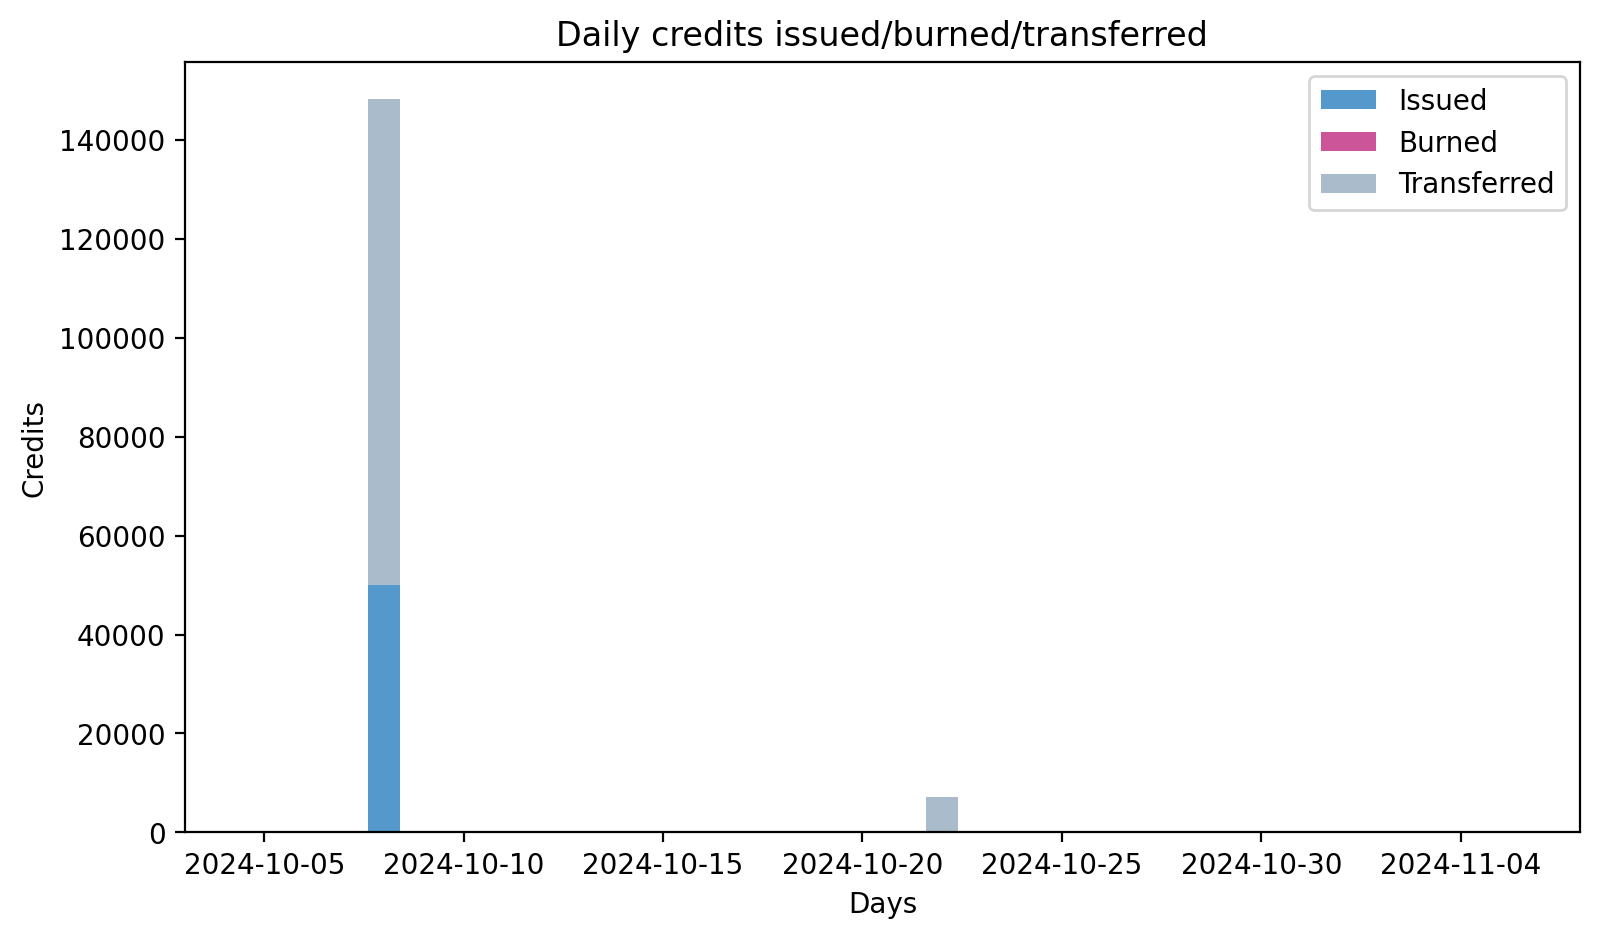 Daily credits issued/burned/transferred
Issued
Burned
Transferred
140000
120000
100000
80000
60000
40000
20000
0
Credits
2024-10-05 2024-10-10 2024-10-15 2024-10-20 2024-10-25 2024-10-30 2024-11-04
Days